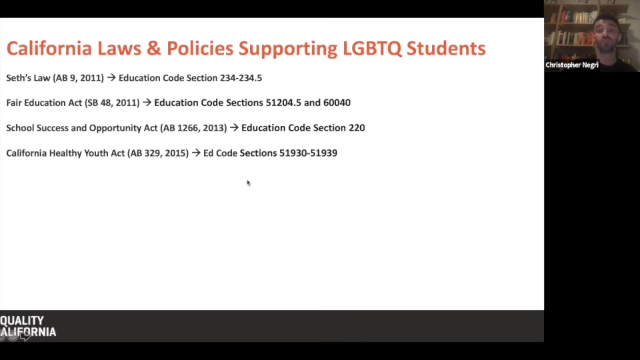 California Laws & Policies Supporting LGBTQ Students
Seth's Law (AB 9, 2011) → Education Code Section 234-234.5
Fair Education Act (SB 48, 2011) → Education Code Sections 51204.5 and 60040
School Success and Opportunity Act (AB 1266, 2013) → Education Code Section 220
California Healthy Youth Act (AB 329, 2015) → Ed Code Sections 51930-51939
Christopher Negri
QUALITY
ALIFORNIA